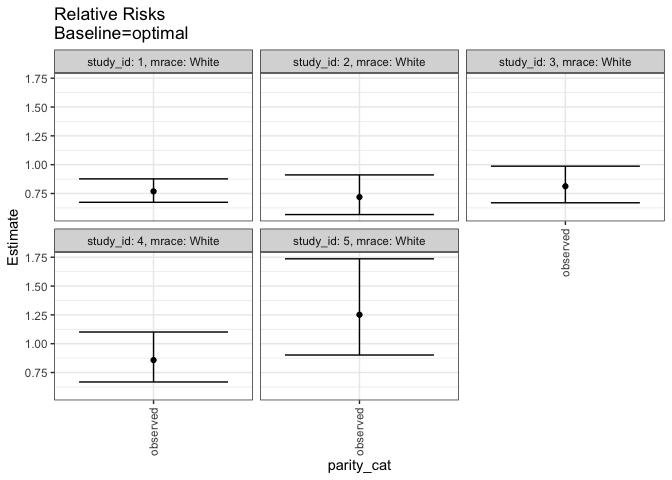 Relative Risks
Baseline=optimal
study_id: 1, mrace: White
study_id: 2, mrace: White
study_id: 3, mrace: White
1.75
1.50
1.25
1.00
0.75
study_id: 4, mrace: White
study_id: 5, mrace: White
1.75
1.50
1.25
1.00
0.75
Estimate
observed
observed
observed
parity_cat